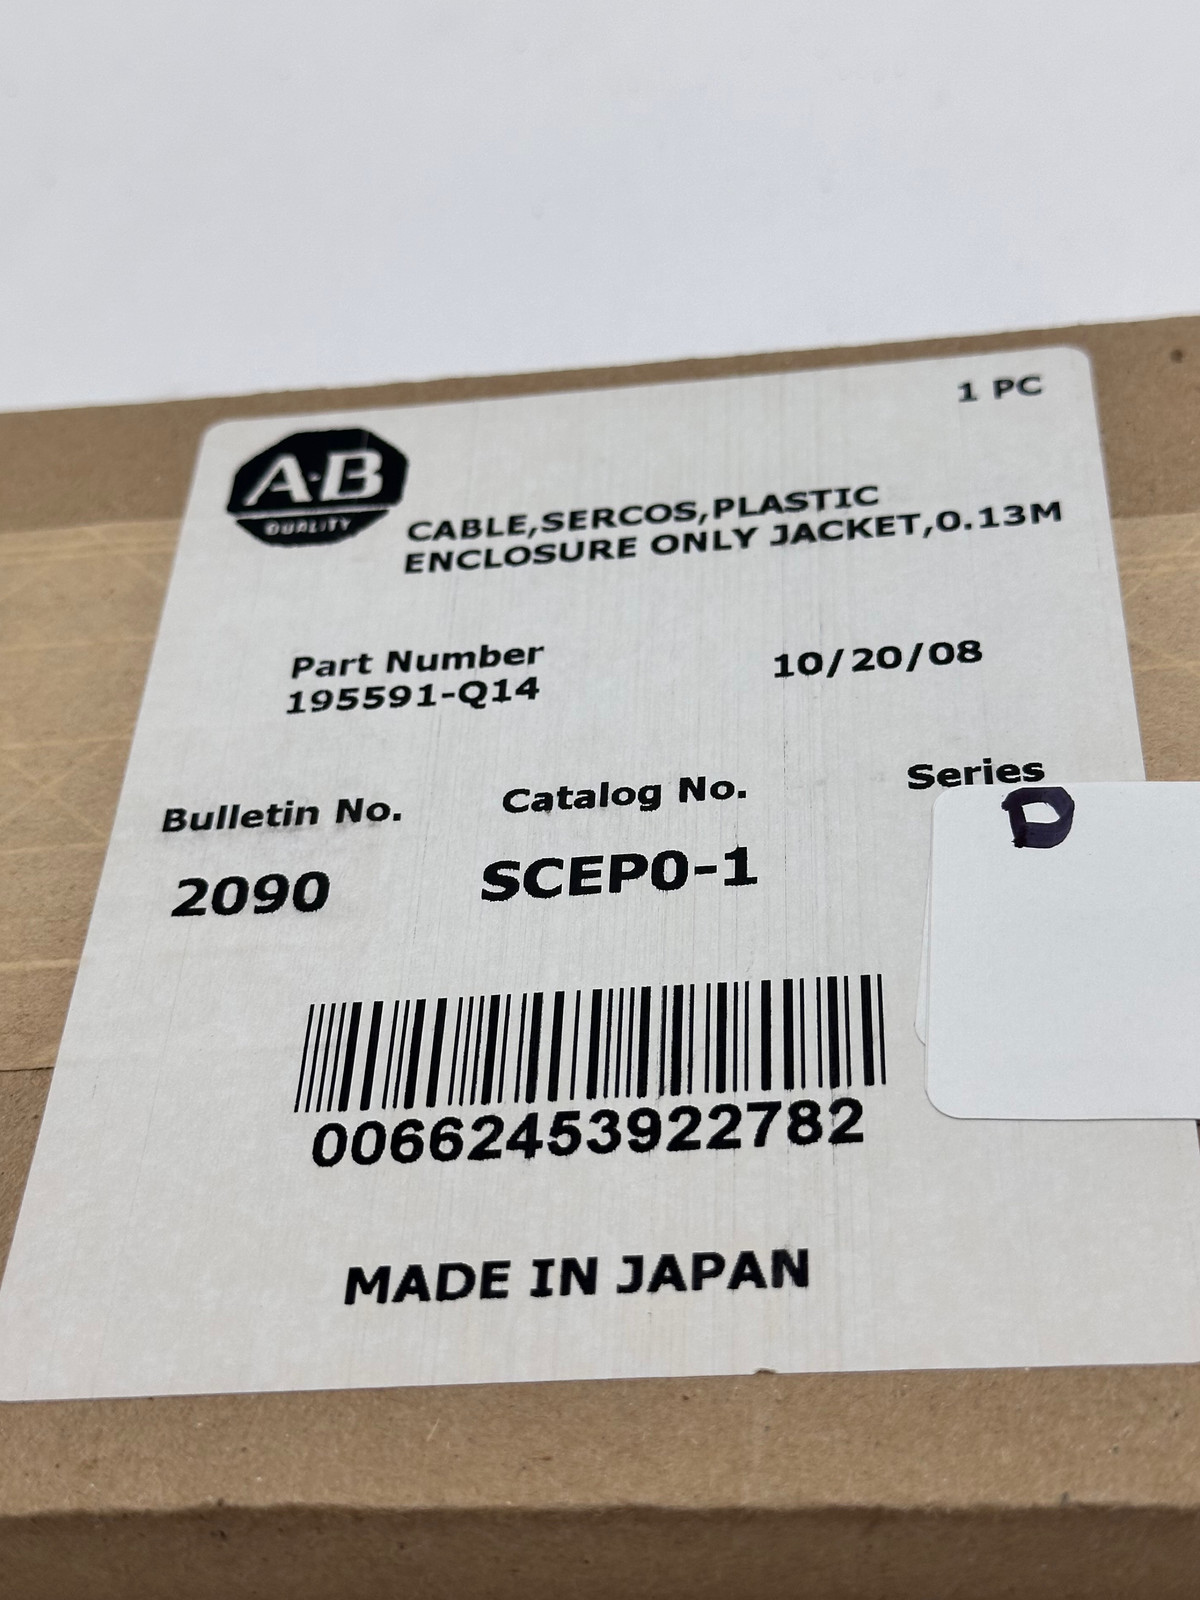 1 PC
A·B
QUALITY
CABLE,SERCOS,PLASTIC
ENCLOSURE ONLY JACKET,0.13M
Part Number
195591-Q14
10/20/08
Bulletin No.
Catalog No.
Series
2090
SCEP0-1
00662453922782
MADE IN JAPAN